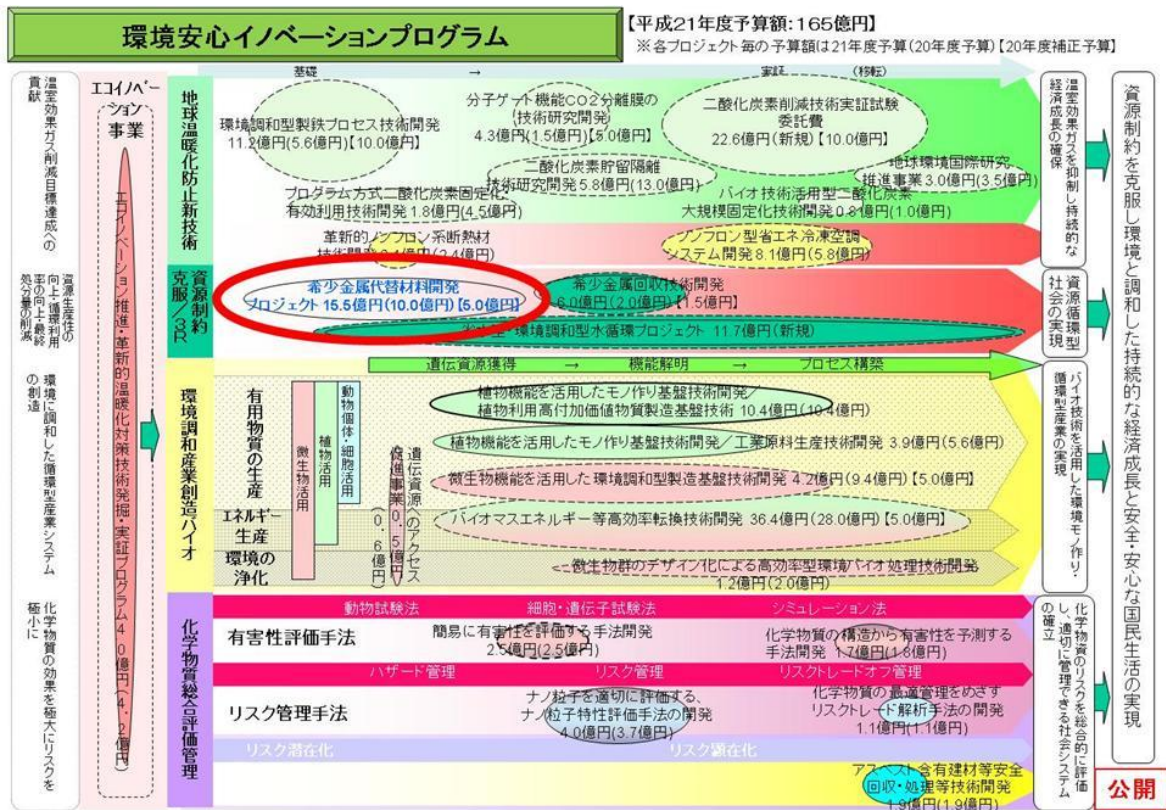 環境安心イノベーションプログラム
【平成21年度予算額:165億円】
※各プロジェクト毎の予算額は21年度予算(20年度予算)【20年度補正予算】
温室効果ガス削減目標達成への
貢献
資源生産性の
向上・循環利用
率の向上・最終
処分量の削減
環境に調和した循環型産業システム
の創造
化学物質の効果を極大にリスクを
極小に
エコイノベー
ション
事業
エコイノベーション推進・革新的温暖化対策技術発掘・実証プログラム40億円(4.2億円)
地球温暖化防止新技術
基礎
→
実証
(移転)
環境調和型製鉄プロセス技術開発
11.2億円(5.6億円)【10.0億円】
分子ゲート機能CO2分離膜の
技術研究開発
4.3億円(1.5億円)【5.0億円】
二酸化炭素削減技術実証試験
委託費
22.6億円(新規)【10.0億円】
二酸化炭素貯留隔離
技術研究開発5.8億円(13.0億円)
地球環境国際研究
推進事業3.0億円(3.5億円)
プログラム方式二酸化炭素固定化・
有効利用技術開発1.8億円(4.5億円)
バイオ技術活用型二酸化炭素
大規模固定化技術開発0.8億円(1.0億円)
革新的ノンフロン系断熱材
技術開発
ノンフロン型省エネ冷凍空調
システム開発8.1億円(5.8億円)
資源制約
克服/3R
希少金属代替材料開発
プロジェクト15.5億円(10.0億円)【5.0億円】
希少金属回収技術開発
6.0億円(2.0億円)【1.5億円】
環境調和型水循環プロジェクト 11.7億円(新規)
環境調和産業創造バイオ
遺伝資源獲得
→
機能解明
→
プロセス構築
有用物質の生産
エネルギー
生産
環境の
浄化
微生物活用
植物活用
動物個体・細胞活用
遺伝資源へのアクセス
促進事業0.5億円
(0.6億円)
植物機能を活用したモノ作り基盤技術開発/
植物利用高付加価値物質製造基盤技術 10.4億円(10.4億円)
植物機能を活用したモノ作り基盤技術開発/工業原料生産技術開発 3.9億円(5.6億円)
微生物機能を活用した環境調和型製造基盤技術開発 4.2億円(9.4億円)【5.0億円】
バイオマスエネルギー等高効率転換技術開発 36.4億円(28.0億円)【5.0億円】
微生物群のデザイン化による高効率型環境バイオ処理技術開発
1.2億円(2.0億円)
化学物質総合評価管理
動物試験法
細胞・遺伝子試験法
シミュレーション法
有害性評価手法
簡易に有害性を評価する手法開発
2.5億円(2.5億円)
化学物質の構造から有害性を予測する
手法開発 1.7億円(1.8億円)
ハザード管理
リスク管理
リスクトレードオフ管理
リスク管理手法
ナノ粒子を適切に評価する、
ナノ粒子特性評価手法の開発
4.0億円(3.7億円)
化学物質の最適管理をめざす
リスクトレード解析手法の開発
1.1億円(1.1億円)
リスク潜在化
リスク顕在化
アスベスト含有建材等安全
回収・処理等技術開発
1.9億円(1.9億円)
温室効果ガスを抑制し持続的な
経済成長の確保
資源循環型
社会の実現
バイオ技術を活用した環境モノ作り・
循環型産業の実現
化学物質のリスクを総合的に評価
し、適切に管理できる社会システム
の確立
資源制約を克服し環境と調和した持続的な経済成長と安全・安心な国民生活の実現
公開